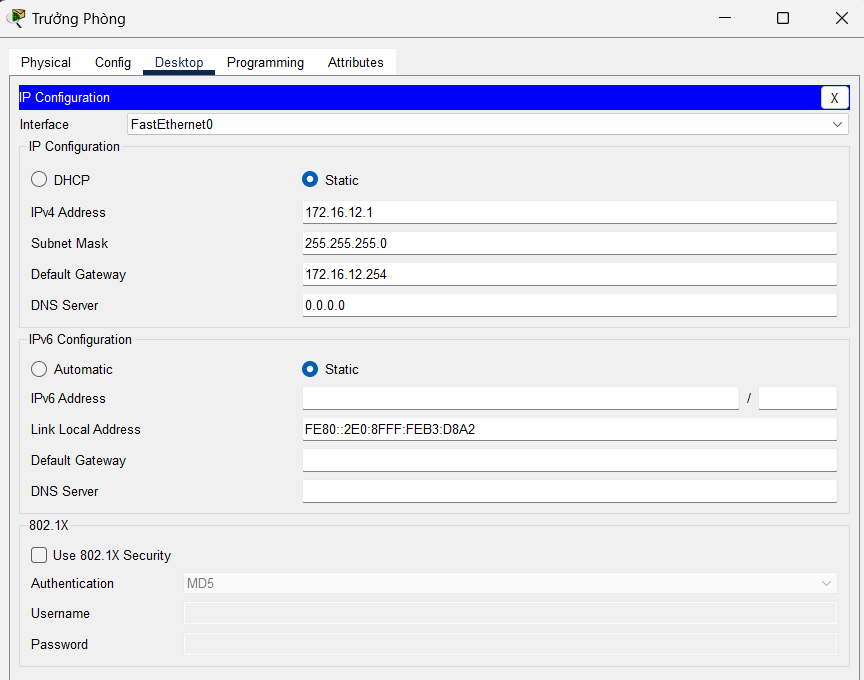 Trưởng Phòng
Physical Config Desktop Programming Attributes
IP Configuration X
Interface FastEthernet0
IP Configuration
DHCP Static
IPv4 Address 172.16.12.1
Subnet Mask 255.255.255.0
Default Gateway 172.16.12.254
DNS Server 0.0.0.0
IPv6 Configuration
Automatic Static
IPv6 Address /
Link Local Address FE80::2E0:8FFF:FEB3:D8A2
Default Gateway
DNS Server
802.1X
Use 802.1X Security
Authentication MD5
Username
Password